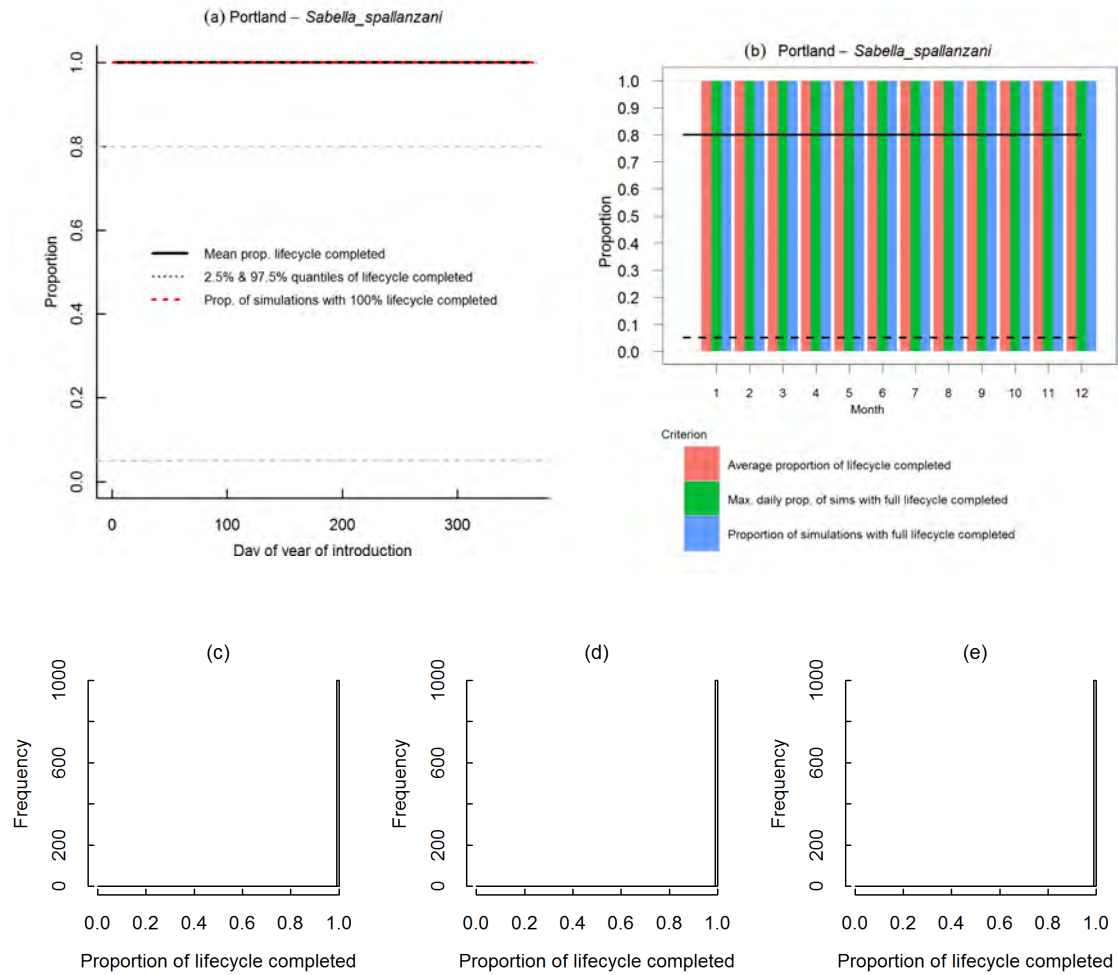 (a) Portland – Sabella_spallanzani
1.0
0.8
0.6
0.4
0.2
0.0
Proportion
Mean prop. lifecycle completed
2.5% & 97.5% quantiles of lifecycle completed
Prop. of simulations with 100% lifecycle completed
0 100 200 300
Day of year of introduction
(b) Portland – Sabella_spallanzani
1.0
0.9
0.8
0.7
0.6
0.5
0.4
0.3
0.2
0.1
0.0
Proportion
1 2 3 4 5 6 7 8 9 10 11 12
Month
Criterion
Average proportion of lifecycle completed
Max. daily prop. of sims with full lifecycle completed
Proportion of simulations with full lifecycle completed
(c)
1000
600
200
0
Frequency
0.0 0.2 0.4 0.6 0.8 1.0
Proportion of lifecycle completed
(d)
1000
600
200
0
Frequency
0.0 0.2 0.4 0.6 0.8 1.0
Proportion of lifecycle completed
(e)
1000
600
200
0
Frequency
0.0 0.2 0.4 0.6 0.8 1.0
Proportion of lifecycle completed